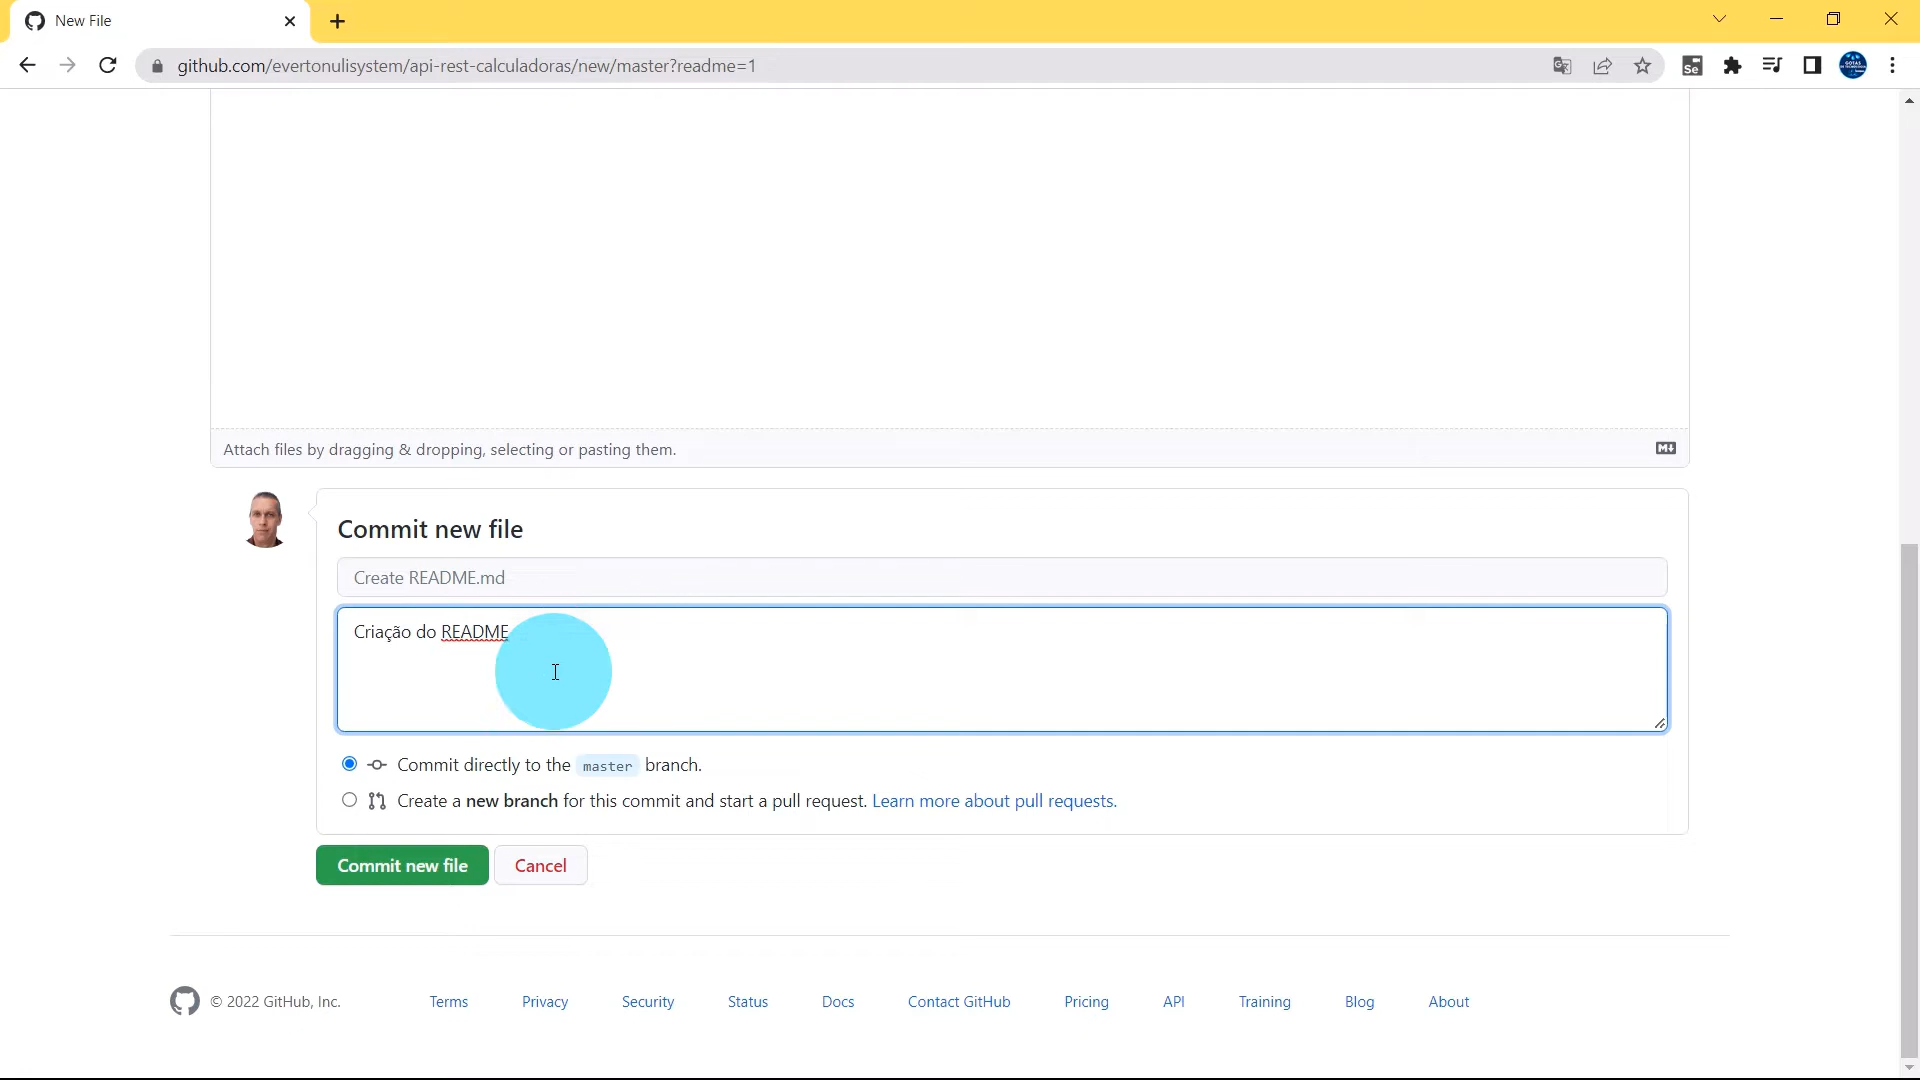 New File
github.com/evertonulisystem/api-rest-calculadoras/new/master?readme=1
Se
Attach files by dragging & dropping, selecting or pasting them.
Commit new file
Create README.md
Criação do README
Commit directly to the master branch.
Create a new branch for this commit and start a pull request. Learn more about pull requests.
Commit new file Cancel
© 2022 GitHub, Inc. Terms Privacy Security Status Docs Contact GitHub Pricing API Training Blog About